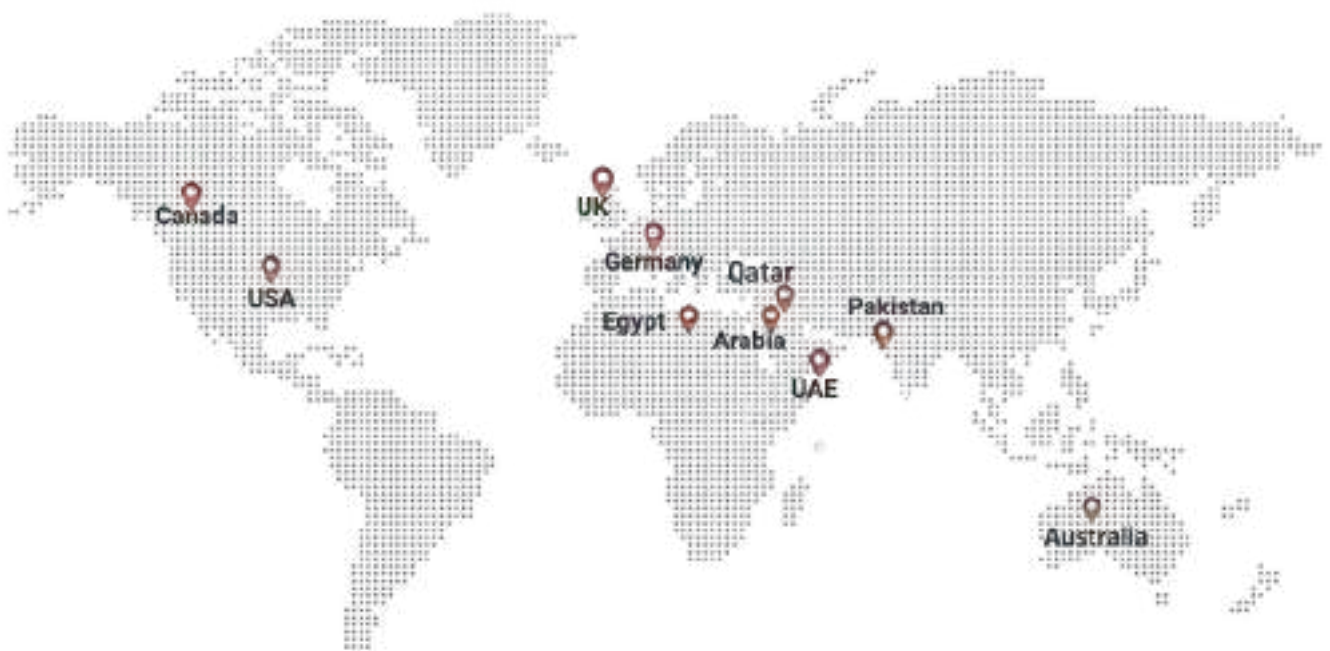 UK
Canada
Germany
Qatar
USA
Pakistan
Egypt
Arabia
UAE
Australia